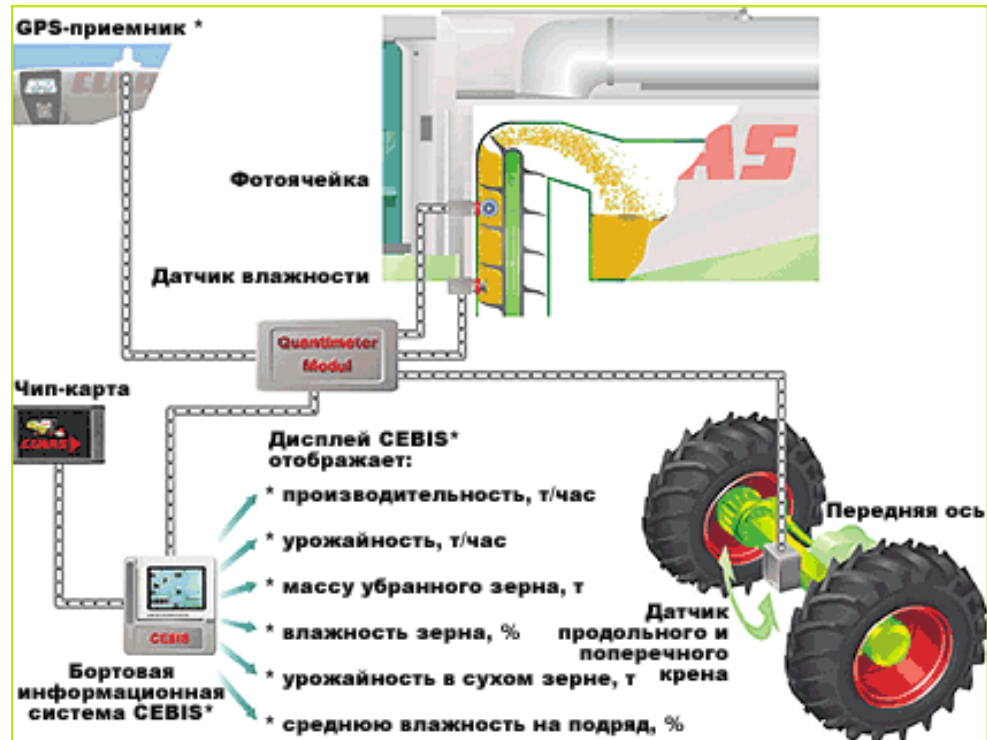 GPS-приемник *
CLAAS
AS
Фотоячейка
Датчик влажности
Quantimeter
Modul
Чип-карта
CLAAS
Дисплей CEBIS*
отображает:
* производительность, т/час
* урожайность, т/час
* массу убранного зерна, т
* влажность зерна, %
* урожайность в сухом зерне, т
* среднюю влажность на подряд, %
CEBIS
Бортовая
информационная
система CEBIS*
Передняя ось
Датчик
продольного и
поперечного
крена